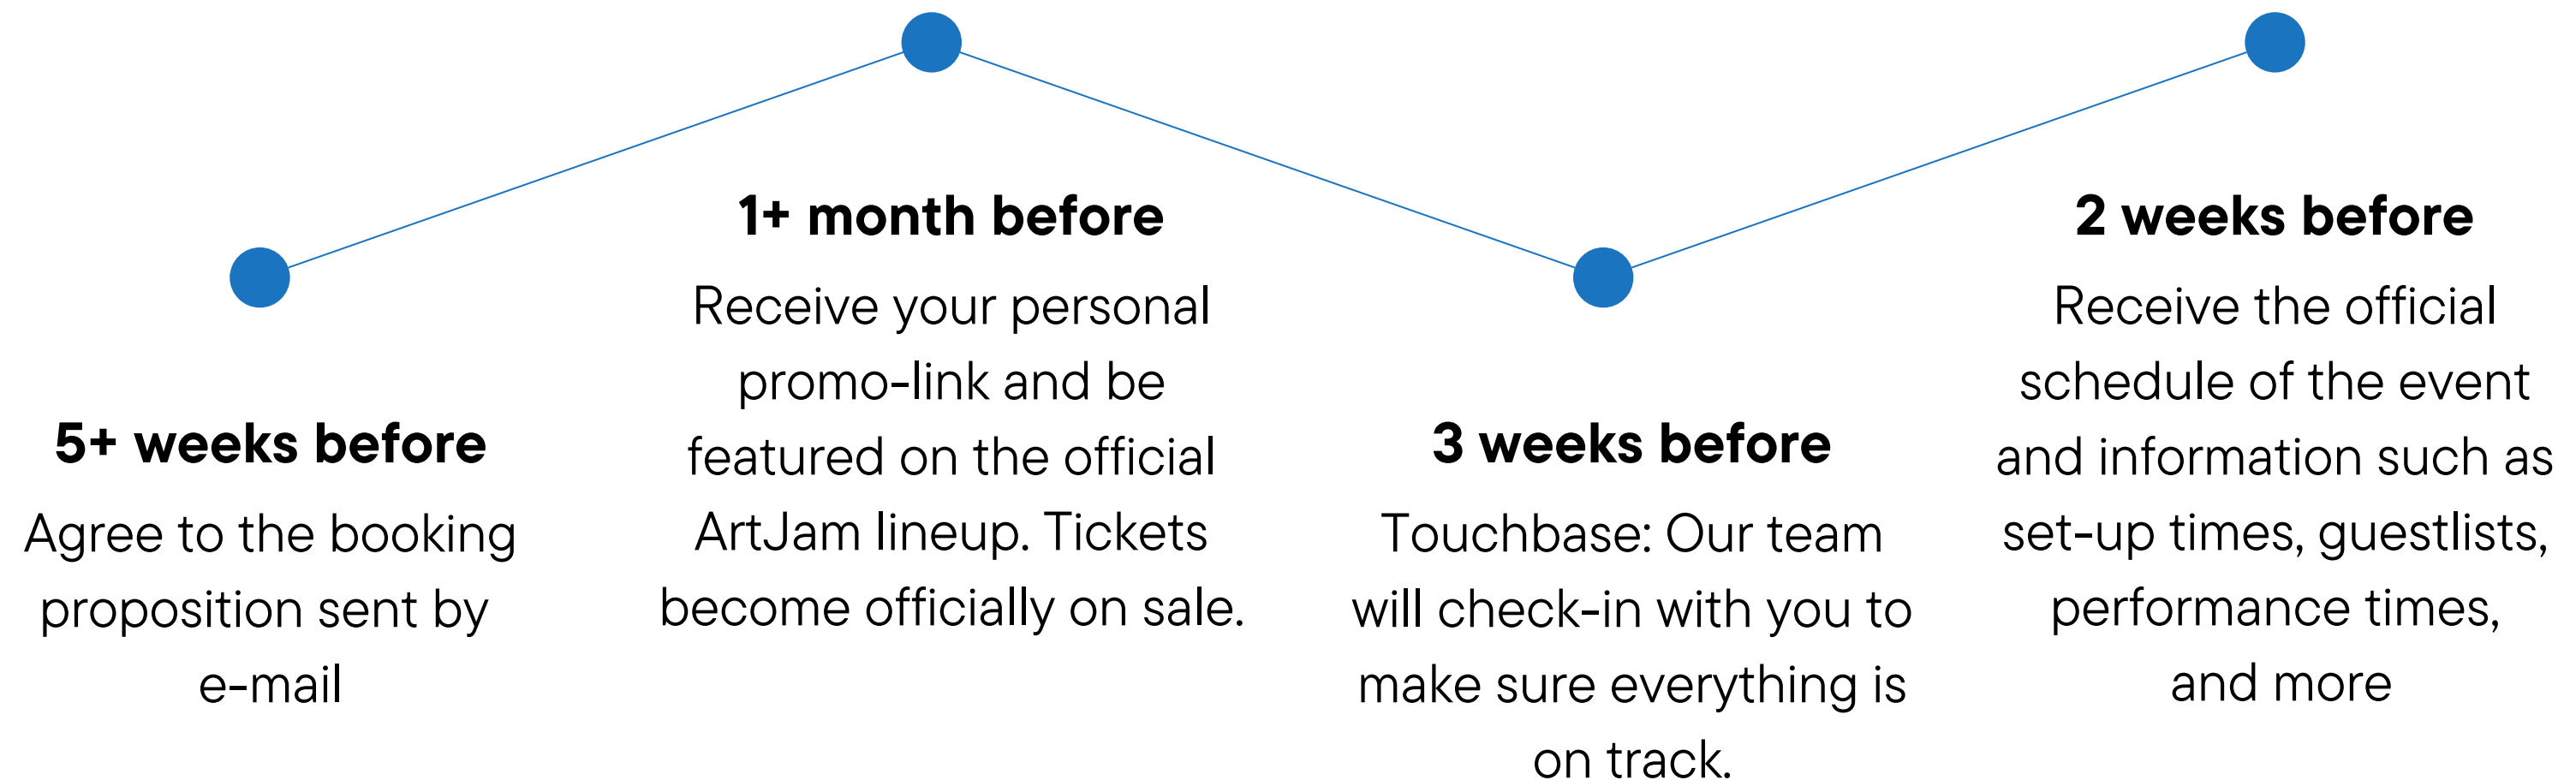 5+ weeks before
Agree to the booking
proposition sent by
e-mail
1+ month before
Receive your personal
promo-link and be
featured on the official
ArtJam lineup. Tickets
become officially on sale.
3 weeks before
Touchbase: Our team
will check-in with you to
make sure everything is
on track.
2 weeks before
Receive the official
schedule of the event
and information such as
set-up times, guestlists,
performance times,
and more